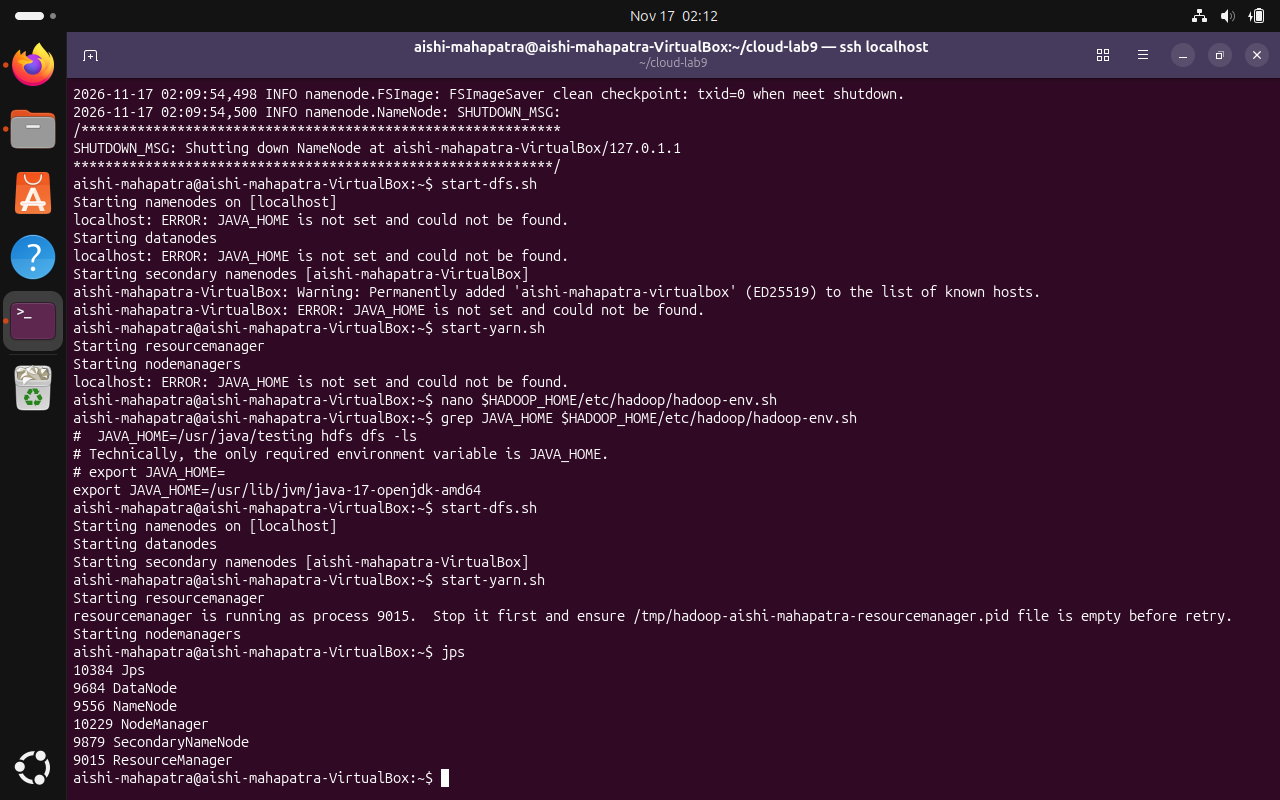 Nov 17 02:12
aishi-mahapatra@aishi-mahapatra-VirtualBox:~/cloud-lab9 — ssh localhost
~/cloud-lab9
2026-11-17 02:09:54,498 INFO namenode.FSImage: FSImageSaver clean checkpoint: txid=0 when meet shutdown.
2026-11-17 02:09:54,500 INFO namenode.NameNode: SHUTDOWN_MSG:
/************************************************************
SHUTDOWN_MSG: Shutting down NameNode at aishi-mahapatra-VirtualBox/127.0.1.1
************************************************************/
aishi-mahapatra@aishi-mahapatra-VirtualBox:~$ start-dfs.sh
Starting namenodes on [localhost]
localhost: ERROR: JAVA_HOME is not set and could not be found.
Starting datanodes
localhost: ERROR: JAVA_HOME is not set and could not be found.
Starting secondary namenodes [aishi-mahapatra-VirtualBox]
aishi-mahapatra-VirtualBox: Warning: Permanently added 'aishi-mahapatra-virtualbox' (ED25519) to the list of known hosts.
aishi-mahapatra-VirtualBox: ERROR: JAVA_HOME is not set and could not be found.
aishi-mahapatra@aishi-mahapatra-VirtualBox:~$ start-yarn.sh
Starting resourcemanager
Starting nodemanagers
localhost: ERROR: JAVA_HOME is not set and could not be found.
aishi-mahapatra@aishi-mahapatra-VirtualBox:~$ nano $HADOOP_HOME/etc/hadoop/hadoop-env.sh
aishi-mahapatra@aishi-mahapatra-VirtualBox:~$ grep JAVA_HOME $HADOOP_HOME/etc/hadoop/hadoop-env.sh
#  JAVA_HOME=/usr/java/testing hdfs dfs -ls
# Technically, the only required environment variable is JAVA_HOME.
# export JAVA_HOME=
export JAVA_HOME=/usr/lib/jvm/java-17-openjdk-amd64
aishi-mahapatra@aishi-mahapatra-VirtualBox:~$ start-dfs.sh
Starting namenodes on [localhost]
Starting datanodes
Starting secondary namenodes [aishi-mahapatra-VirtualBox]
aishi-mahapatra@aishi-mahapatra-VirtualBox:~$ start-yarn.sh
Starting resourcemanager
resourcemanager is running as process 9015.  Stop it first and ensure /tmp/hadoop-aishi-mahapatra-resourcemanager.pid file is empty before retry.
Starting nodemanagers
aishi-mahapatra@aishi-mahapatra-VirtualBox:~$ jps
10384 Jps
9684 DataNode
9556 NameNode
10229 NodeManager
9879 SecondaryNameNode
9015 ResourceManager
aishi-mahapatra@aishi-mahapatra-VirtualBox:~$